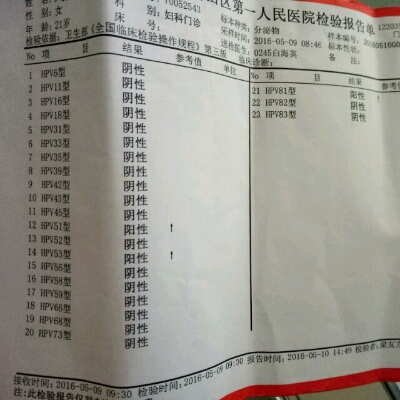 区第一人民医院检验报告单
性 别: 女
年 龄: 21岁
科 别: 妇科门诊
床 号:
标本种类: 分泌物
采样时间: 2016-05-09 08:46
送检医生: 0245白海英
临床诊断:
样本编号:
标本性状:
备 注:
检验依据: 卫生部《全国临床检验操作规程》第三版
No 项 目 结果 参考值 单位
1 HPV6型 阴性
2 HPV11型 阴性
3 HPV16型 阴性
4 HPV18型 阴性
5 HPV31型 阴性
6 HPV33型 阴性
7 HPV35型 阴性
8 HPV39型 阴性
9 HPV42型 阴性
10 HPV43型 阴性
11 HPV45型 阴性
12 HPV51型 阳性 ↑
13 HPV52型 阴性
14 HPV53型 阳性 ↑
15 HPV56型 阴性
16 HPV58型 阴性
17 HPV59型 阴性
18 HPV66型 阴性
19 HPV68型 阴性
20 HPV73型 阴性
No 项 目 结果
21 HPV81型 阳性 ↑
22 HPV82型 阴性
23 HPV83型 阴性
接收时间: 2016-05-09 09:30 检验时间: 2016-05-09 09:30 报告时间: 2016-05-10 14:49 检验者: 梁友
注:此检验报告仅对